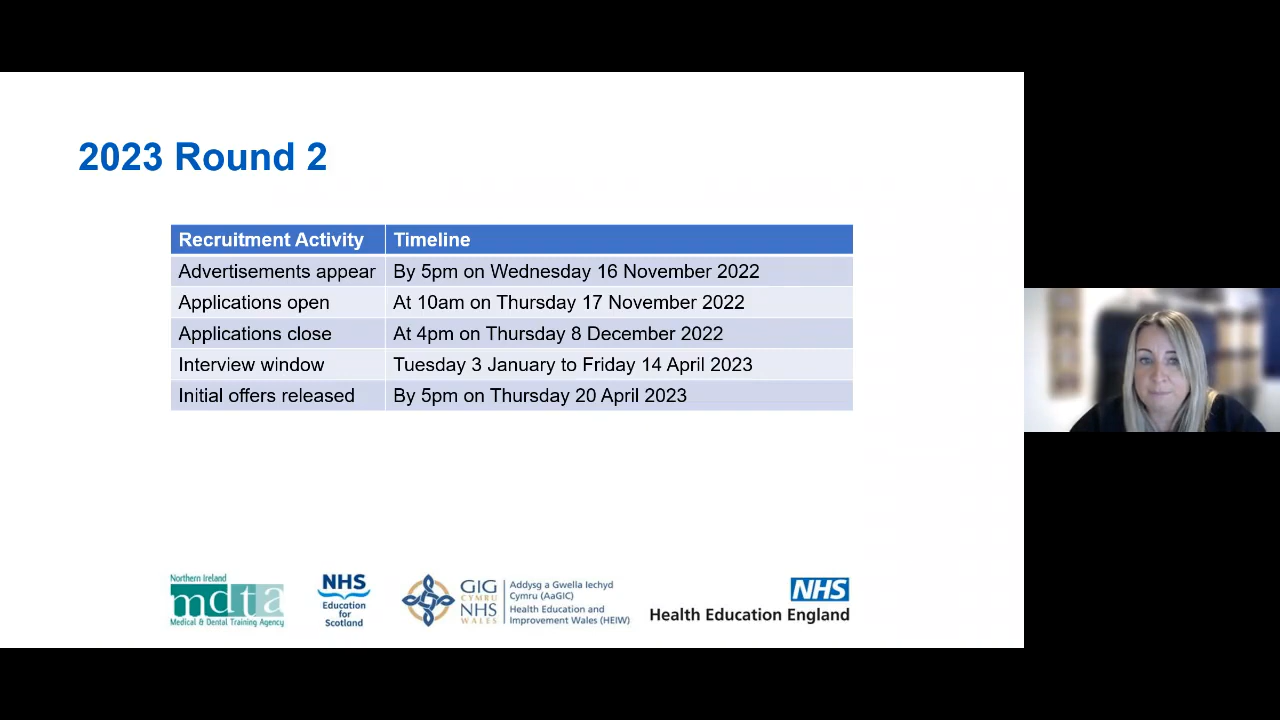 2023 Round 2
Recruitment Activity Timeline
Advertisements appear By 5pm on Wednesday 16 November 2022
Applications open At 10am on Thursday 17 November 2022
Applications close At 4pm on Thursday 8 December 2022
Interview window Tuesday 3 January to Friday 14 April 2023
Initial offers released By 5pm on Thursday 20 April 2023
Northern Ireland
mdta
Medical & Dental Training Agency
NHS
Education
for
Scotland
GIG
CYMRU
NHS
WALES
Addysg a Gwella Iechyd
Cymru (AaGIC)
Health Education and
Improvement Wales (HEIW)
NHS
Health Education England